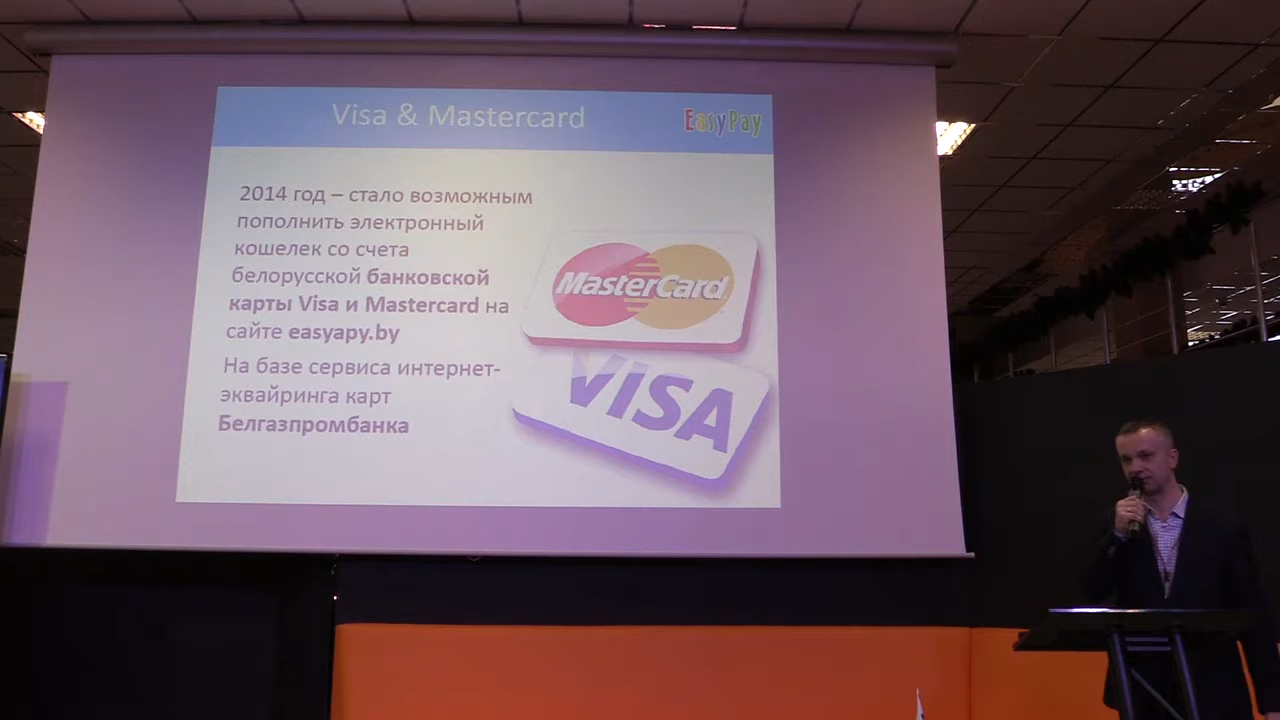 Visa & Mastercard
EasyPay
2014 год – стало возможным
пополнить электронный
кошелек со счета
белорусской банковской
карты Visa и Mastercard на
сайте easyapy.by
На базе сервиса интернет-
эквайринга карт
Белгазпромбанка
MasterCard
VISA